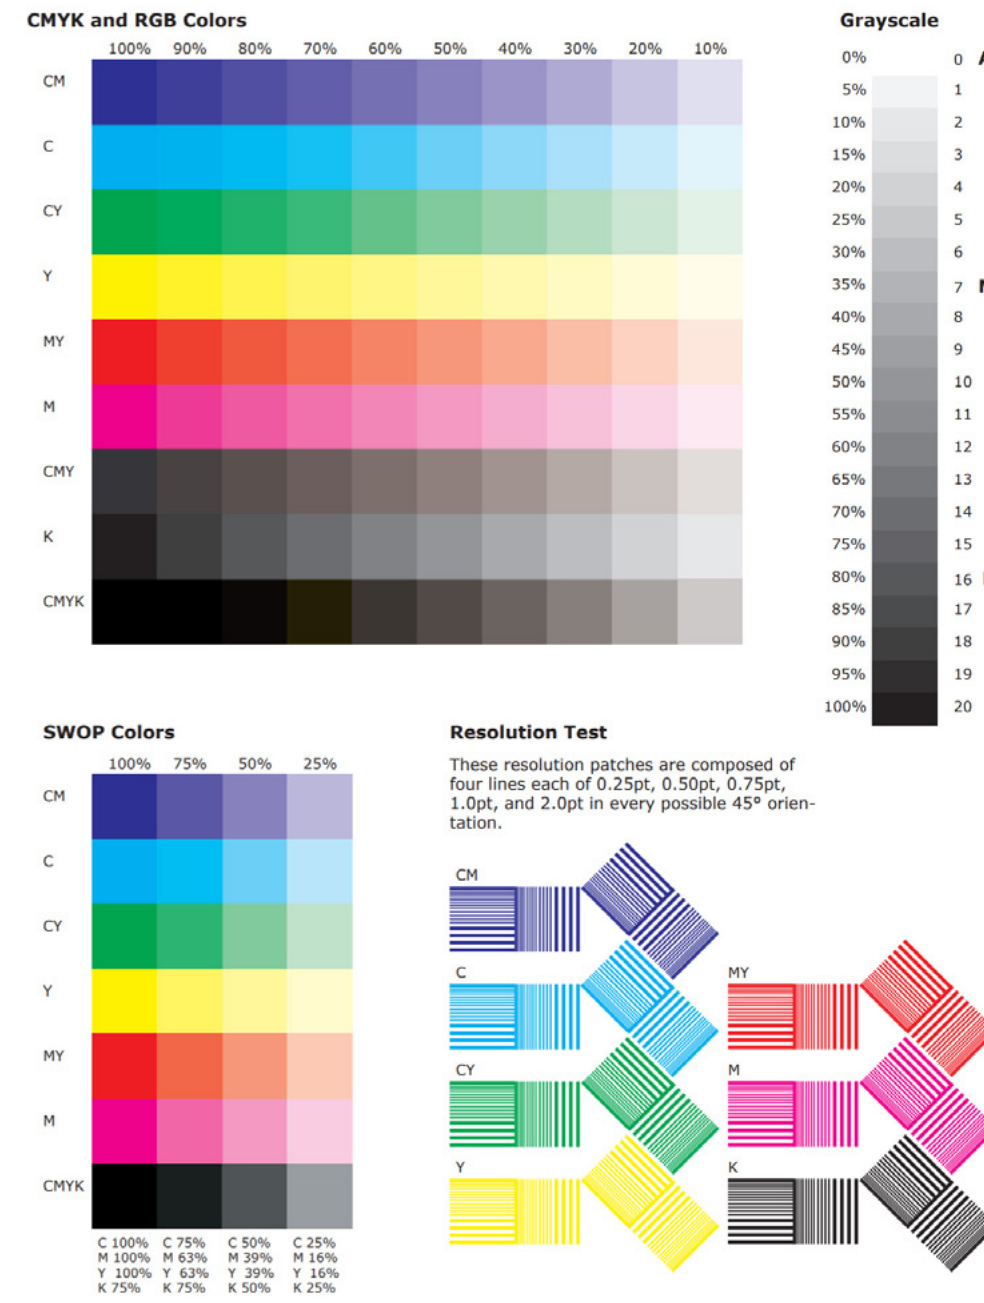 CMYK and RGB Colors
100% 90% 80% 70% 60% 50% 40% 30% 20% 10%
CM
C
CY
Y
MY
M
CMY
K
CMYK
Grayscale
0% 0
5% 1
10% 2
15% 3
20% 4
25% 5
30% 6
35% 7
40% 8
45% 9
50% 10
55% 11
60% 12
65% 13
70% 14
75% 15
80% 16
85% 17
90% 18
95% 19
100% 20
SWOP Colors
100% 75% 50% 25%
CM
C
CY
Y
MY
M
CMYK
C 100% C 75% C 50% C 25%
M 100% M 63% M 39% M 16%
Y 100% Y 63% Y 39% Y 16%
K 75% K 75% K 50% K 25%
Resolution Test
These resolution patches are composed of
four lines each of 0.25pt, 0.50pt, 0.75pt,
1.0pt, and 2.0pt in every possible 45º orien-
tation.
CM
C
CY
Y
MY
M
K